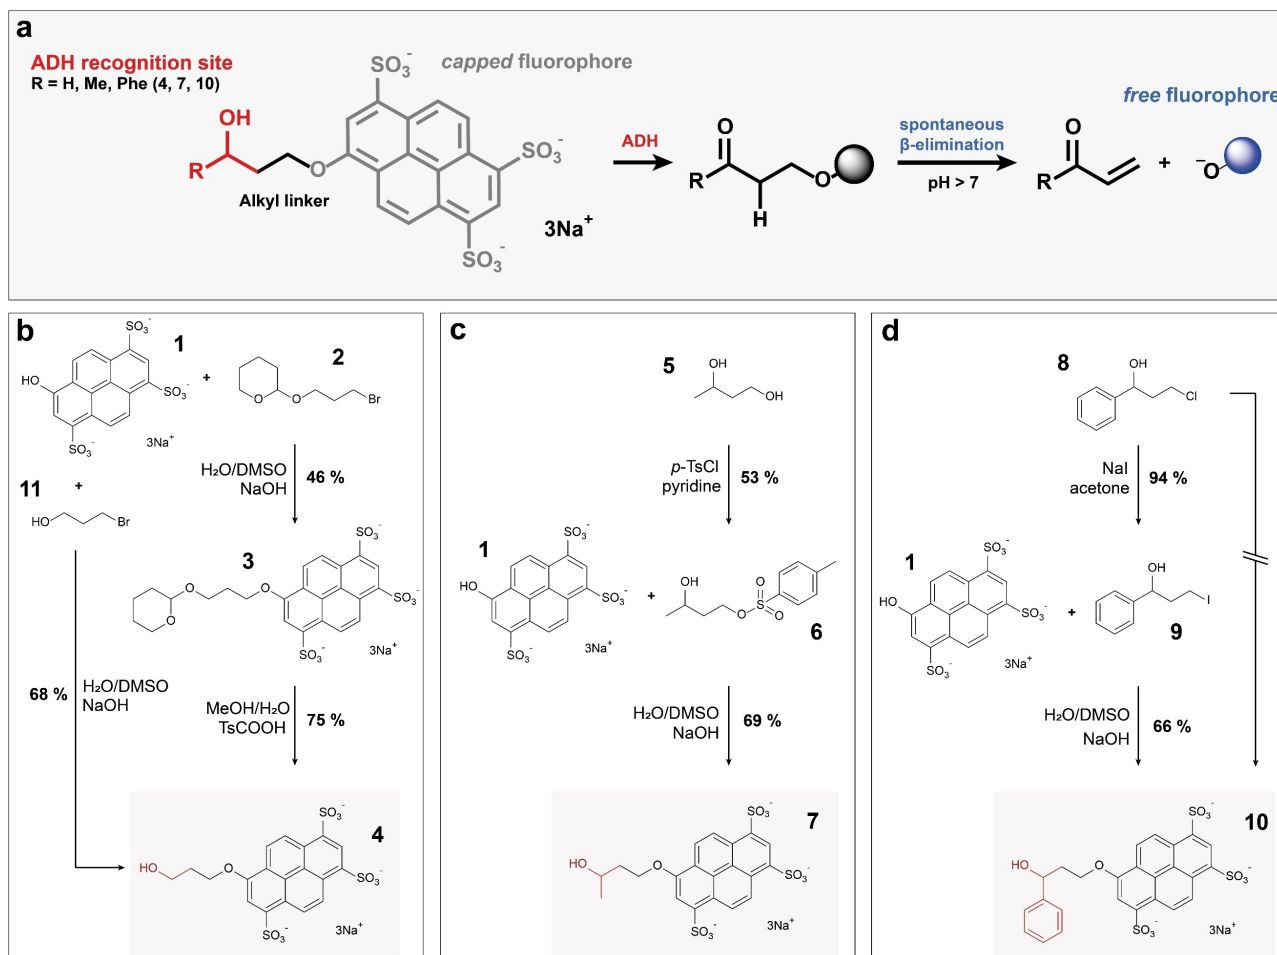 a
ADH recognition site
R = H, Me, Phe (4, 7, 10)
capped fluorophore
free fluorophore
OH
R
O
Alkyl linker
SO₃⁻
SO₃⁻
SO₃⁻
3Na⁺
ADH
O
R
O
H
spontaneous
β-elimination
pH > 7
O
R
+
⁻O
b
1
HO
SO₃⁻
SO₃⁻
SO₃⁻
3Na⁺
+
2
O
O
Br
H₂O/DMSO
NaOH
46 %
11
+
HO
Br
3
O
O
O
SO₃⁻
SO₃⁻
SO₃⁻
3Na⁺
68 %
H₂O/DMSO
NaOH
MeOH/H₂O
TsCOOH
75 %
4
HO
O
SO₃⁻
SO₃⁻
SO₃⁻
3Na⁺
c
5
OH
OH
p-TsCl
pyridine
53 %
1
HO
SO₃⁻
SO₃⁻
SO₃⁻
3Na⁺
+
OH
O
S
O
O
6
H₂O/DMSO
NaOH
69 %
7
HO
O
SO₃⁻
SO₃⁻
SO₃⁻
3Na⁺
d
8
OH
Cl
NaI
acetone
94 %
1
HO
SO₃⁻
SO₃⁻
SO₃⁻
3Na⁺
+
OH
I
9
H₂O/DMSO
NaOH
66 %
10
HO
O
SO₃⁻
SO₃⁻
SO₃⁻
3Na⁺